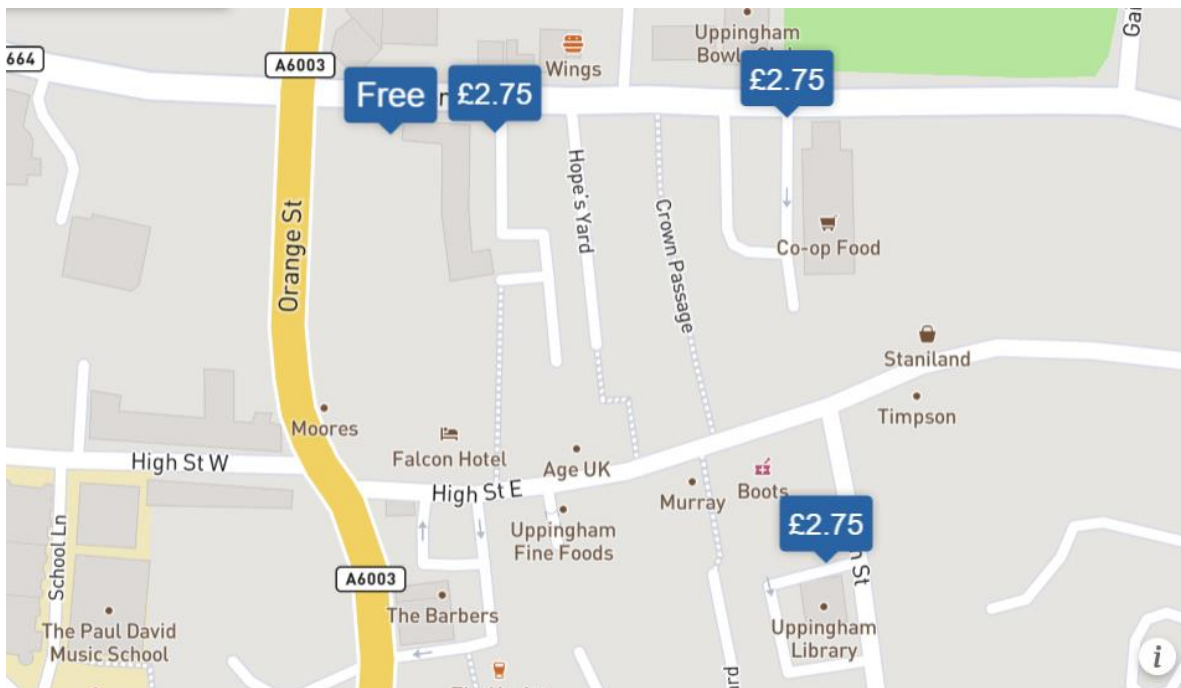 Uppingham
664
A6003
Wings
Free
£2.75
£2.75
Hope's Yard
Crown Passage
Orange St
Co-op Food
Staniland
Timpson
Moores
High St W
Falcon Hotel
High St E
Age UK
Murray
Boots
£2.75
Uppingham
Fine Foods
School Ln
A6003
The Barbers
The Paul David
Music School
Uppingham
Library
i